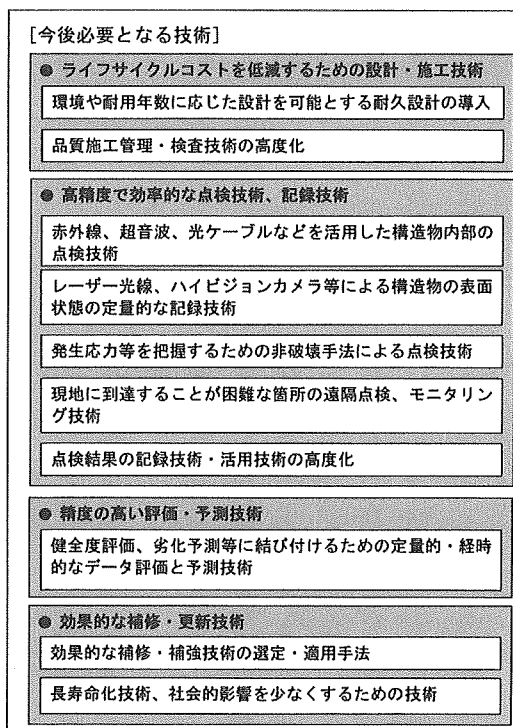 [今後必要となる技術]
● ライフサイクルコストを低減するための設計・施工技術
環境や耐用年数に応じた設計を可能とする耐久設計の導入
品質施工管理・検査技術の高度化
● 高精度で効率的な点検技術、記録技術
赤外線、超音波、光ケーブルなどを活用した構造物内部の
点検技術
レーザー光線、ハイビジョンカメラ等による構造物の表面
状態の定量的な記録技術
発生応力等を把握するための非破壊手法による点検技術
現地に到達することが困難な箇所の遠隔点検、モニタリン
グ技術
点検結果の記録技術・活用技術の高度化
● 精度の高い評価・予測技術
健全度評価、劣化予測等に結び付けるための定量的・経時
的なデータ評価と予測技術
● 効果的な補修・更新技術
効果的な補修・補強技術の選定・適用手法
長寿命化技術、社会的影響を少なくするための技術